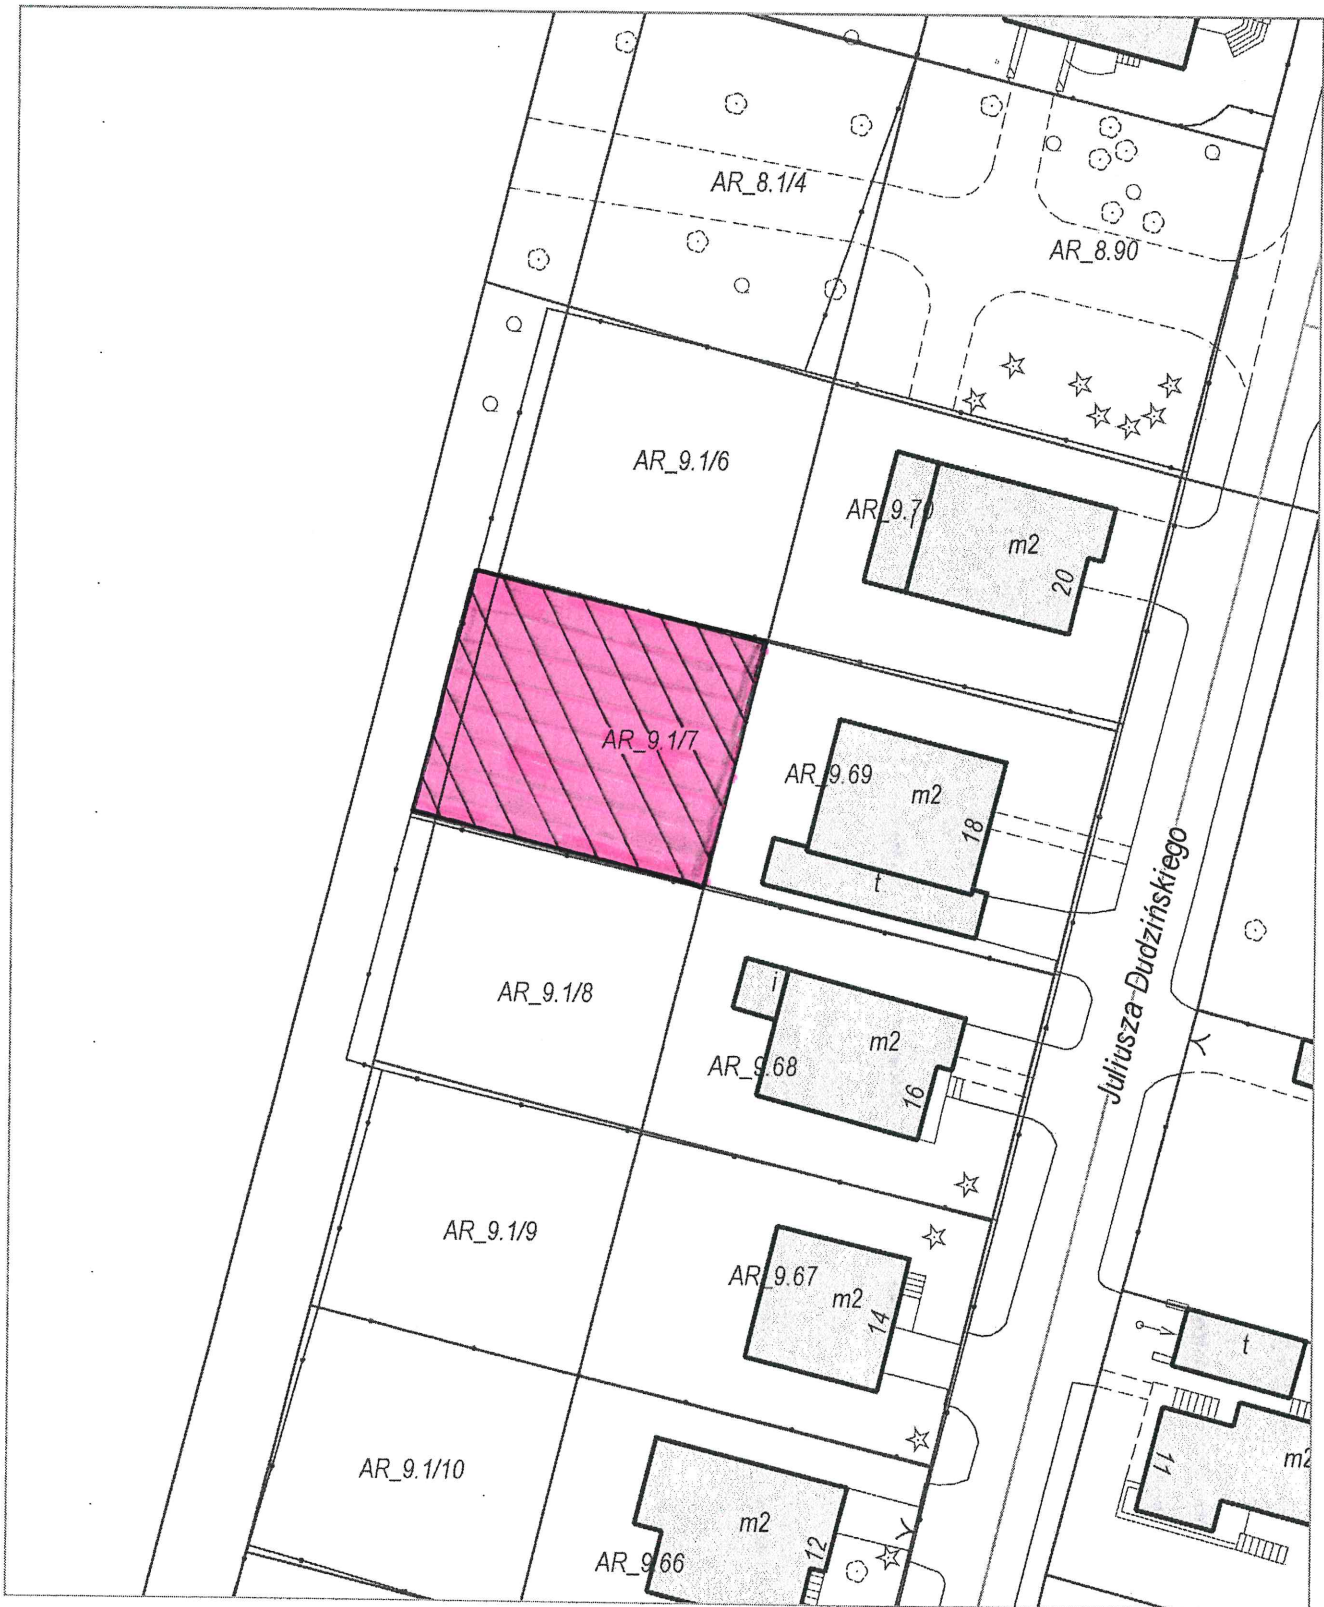 AR_8.1/4
AR_8.90
AR_9.1/6
AR_9.70
i
m2
20
AR_9.1/7
AR_9.69
m2
18
t
Juliusza Dudzińskiego
AR_9.1/8
i
m2
AR_9.68
16
AR_9.1/9
AR_9.67
m2
14
t
AR_9.1/10
11
m2
m2
12
AR_9.66